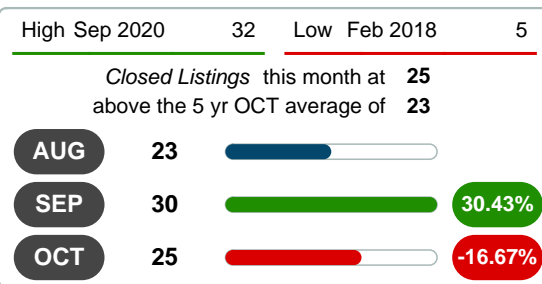 High Sep 2020 32 Low Feb 2018 5
Closed Listings this month at 25
above the 5 yr OCT average of 23
AUG 23
SEP 30 30.43%
OCT 25 -16.67%